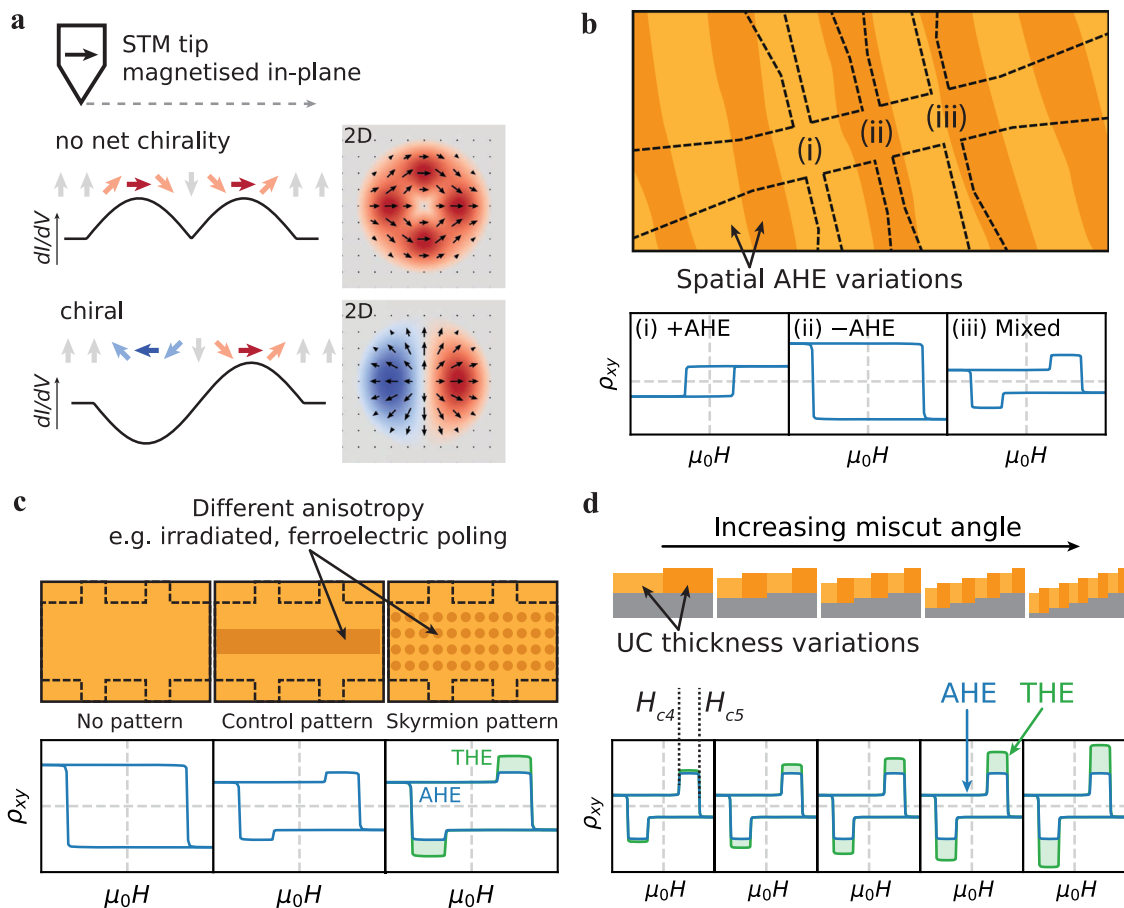 a
STM tip
magnetised in-plane
no net chirality
2D
dI/dV
chiral
2D
dI/dV
b
(i)
(ii)
(iii)
Spatial AHE variations
(i) +AHE
(ii) −AHE
(iii) Mixed
ρxy
μ0H
μ0H
μ0H
c
Different anisotropy
e.g. irradiated, ferroelectric poling
No pattern
Control pattern
Skyrmion pattern
THE
AHE
ρxy
μ0H
μ0H
μ0H
d
Increasing miscut angle
UC thickness variations
Hc4
Hc5
AHE
THE
ρxy
μ0H
μ0H
μ0H
μ0H
μ0H